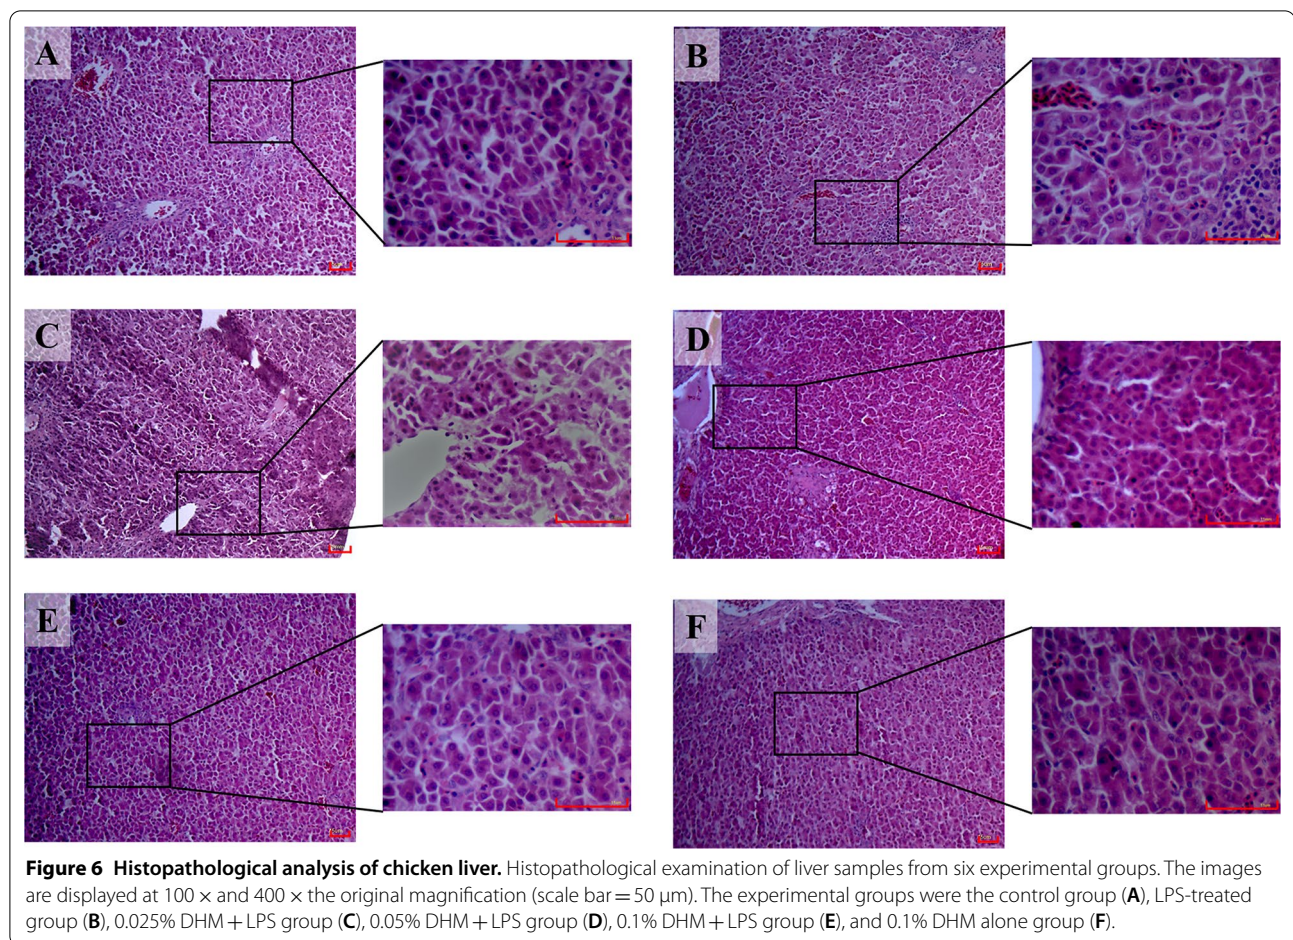 A
B
C
D
E
F
Figure 6 Histopathological analysis of chicken liver. Histopathological examination of liver samples from six experimental groups. The images
are displayed at 100 × and 400 × the original magnification (scale bar = 50 μm). The experimental groups were the control group (A), LPS-treated
group (B), 0.025% DHM + LPS group (C), 0.05% DHM + LPS group (D), 0.1% DHM + LPS group (E), and 0.1% DHM alone group (F).